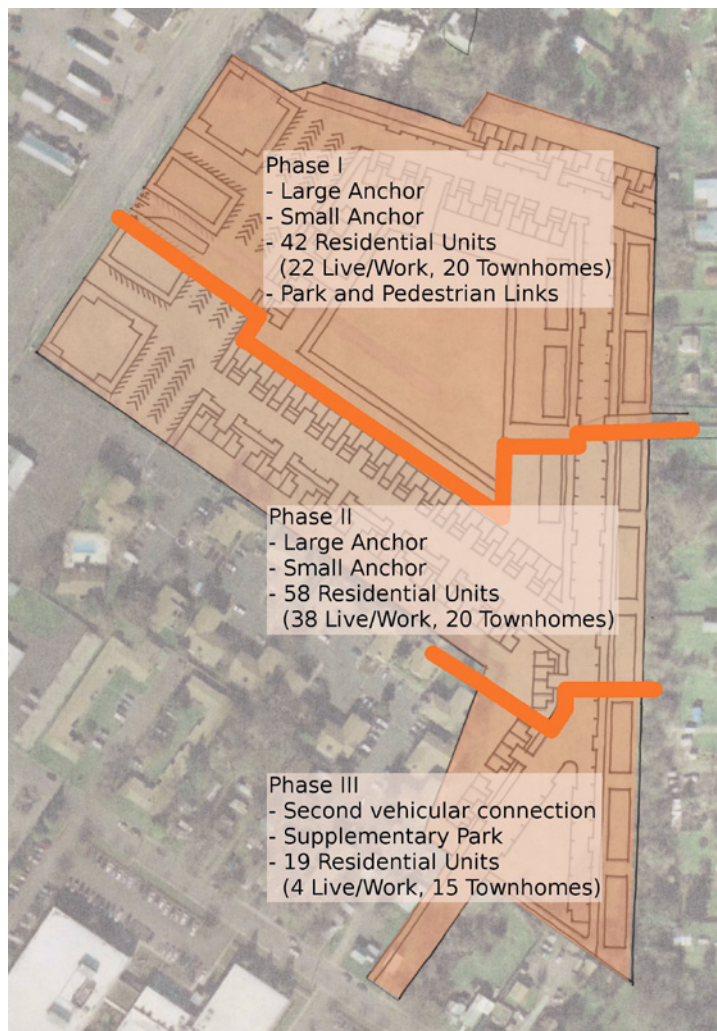 Phase I
- Large Anchor
- Small Anchor
- 42 Residential Units
(22 Live/Work, 20 Townhomes)
- Park and Pedestrian Links
Phase II
- Large Anchor
- Small Anchor
- 58 Residential Units
(38 Live/Work, 20 Townhomes)
Phase III
- Second vehicular connection
- Supplementary Park
- 19 Residential Units
(4 Live/Work, 15 Townhomes)